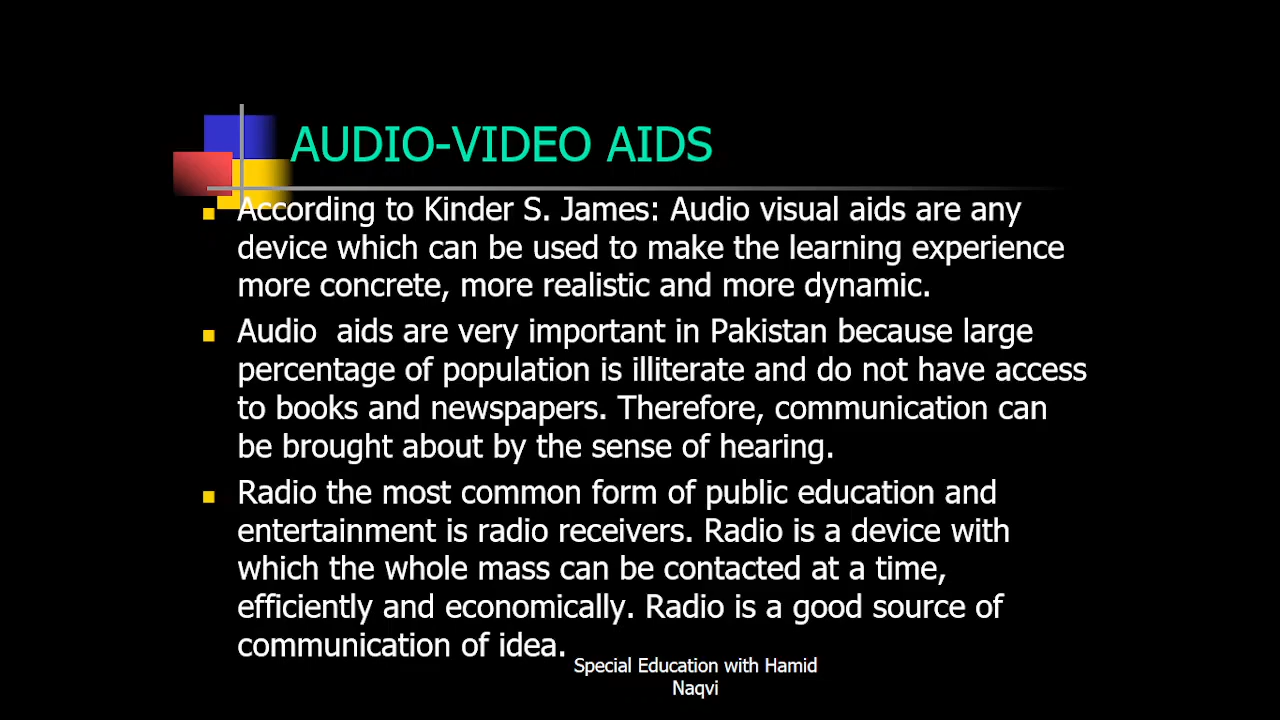 AUDIO-VIDEO AIDS
According to Kinder S. James: Audio visual aids are any
device which can be used to make the learning experience
more concrete, more realistic and more dynamic.
Audio  aids are very important in Pakistan because large
percentage of population is illiterate and do not have access
to books and newspapers. Therefore, communication can
be brought about by the sense of hearing.
Radio the most common form of public education and
entertainment is radio receivers. Radio is a device with
which the whole mass can be contacted at a time,
efficiently and economically. Radio is a good source of
communication of idea.
Special Education with Hamid
Naqvi